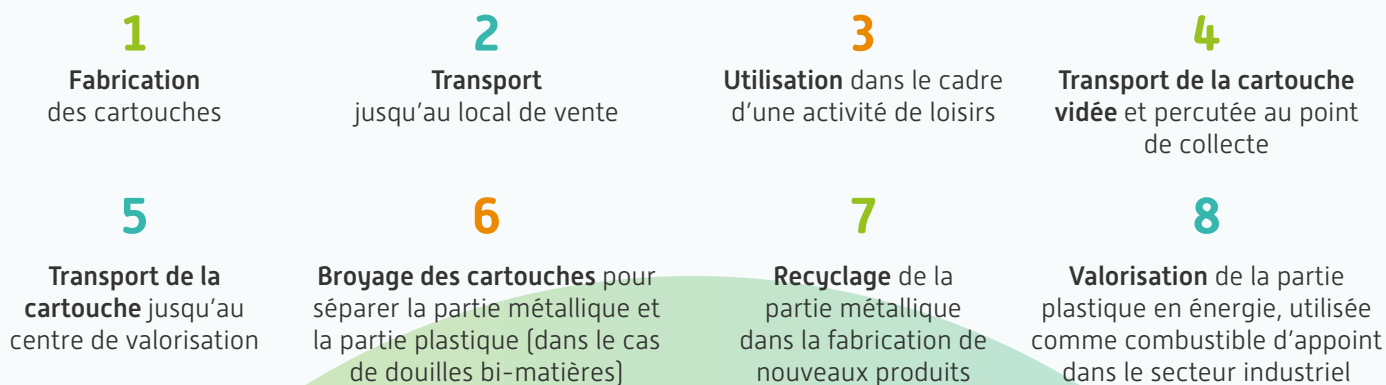 1
Fabrication
des cartouches
2
Transport
jusqu'au local de vente
3
Utilisation dans le cadre
d'une activité de loisirs
4
Transport de la cartouche
vidée et percutée au point
de collecte
5
Transport de la
cartouche jusqu'au
centre de valorisation
6
Broyage des cartouches pour
séparer la partie métallique et
la partie plastique (dans le cas
de douilles bi-matières)
7
Recyclage de la
partie métallique
dans la fabrication de
nouveaux produits
8
Valorisation de la partie
plastique en énergie, utilisée
comme combustible d'appoint
dans le secteur industriel